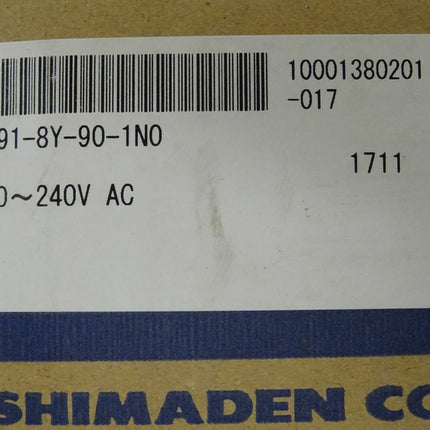 10001380201
-017
91-8Y-90-1N0
1711
0~240V AC
SHIMADEN CO